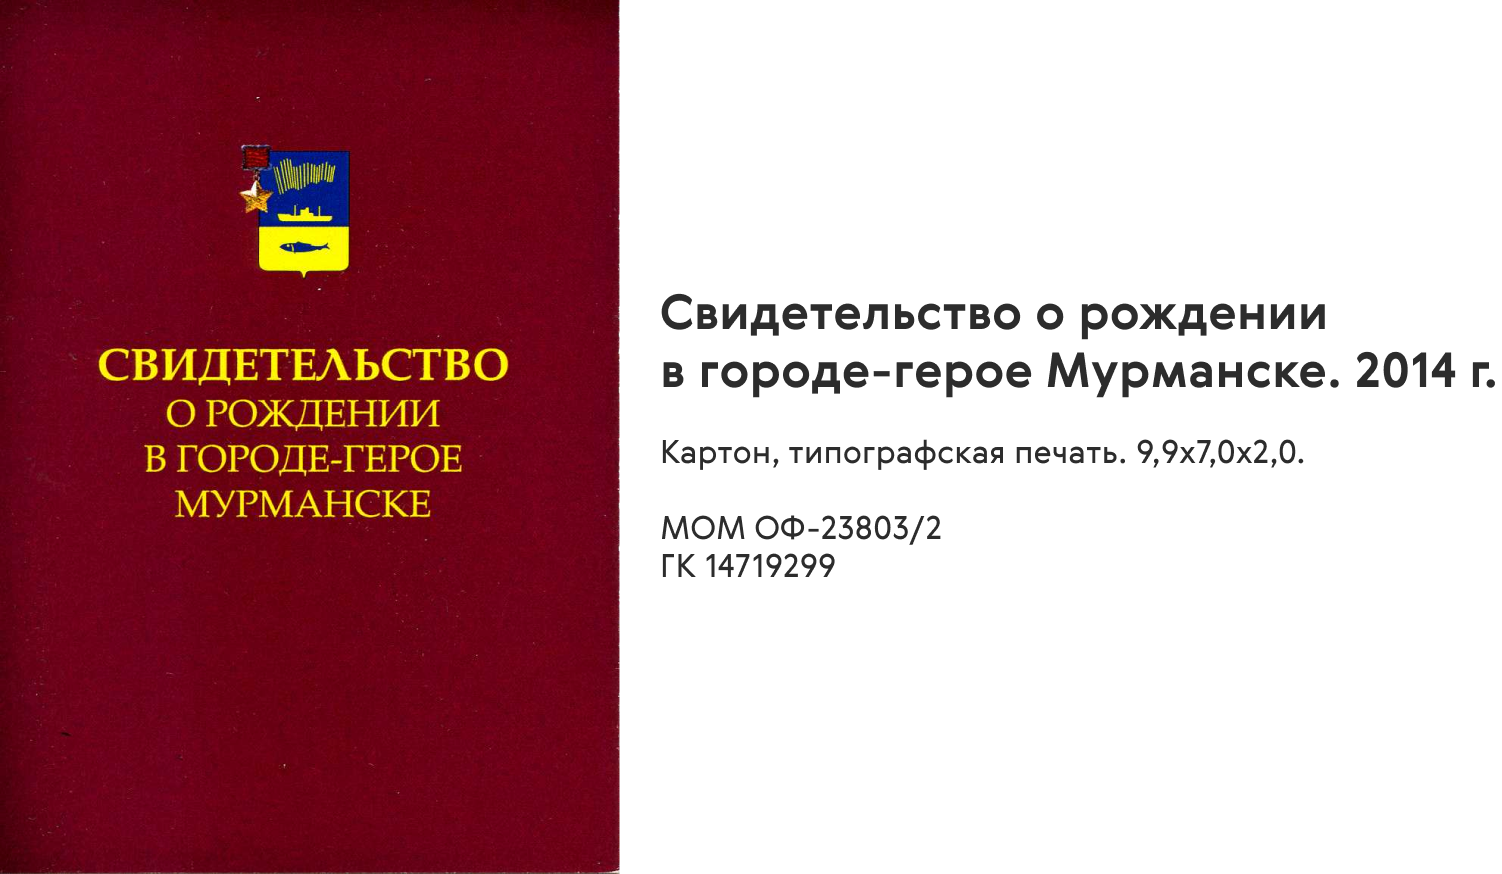 СВИДЕТЕЛЬСТВО
О РОЖДЕНИИ
В ГОРОДЕ-ГЕРОЕ
МУРМАНСКЕ
Свидетельство о рождении
в городе-герое Мурманске. 2014 г.
Картон, типографская печать. 9,9х7,0х2,0.
МОМ ОФ-23803/2
ГК 14719299